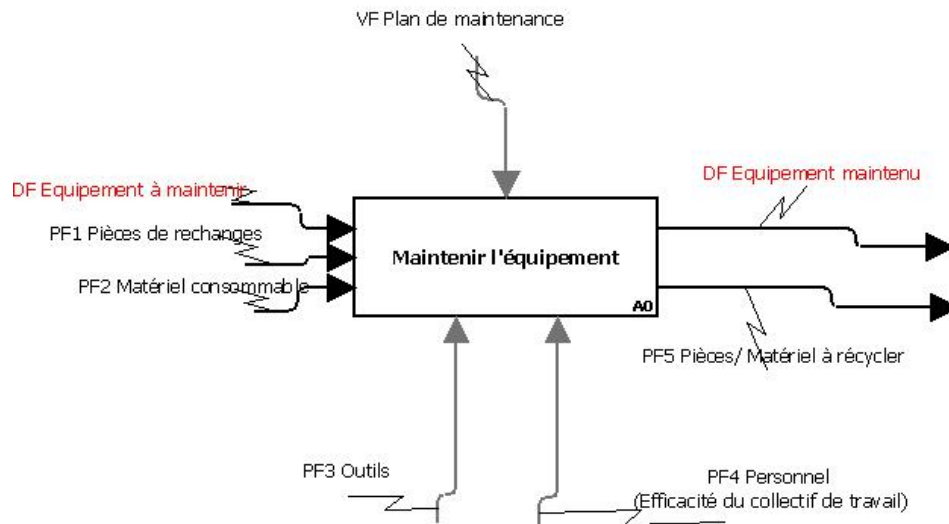 VF Plan de maintenance
DF Equipement à maintenir
DF Equipement maintenu
PF1 Pièces de rechanges
Maintenir l'équipement
PF2 Matériel consommable
A0
PF5 Pièces/ Matériel à récycler
PF3 Outils
PF4 Personnel
(Efficacité du collectif de travail)